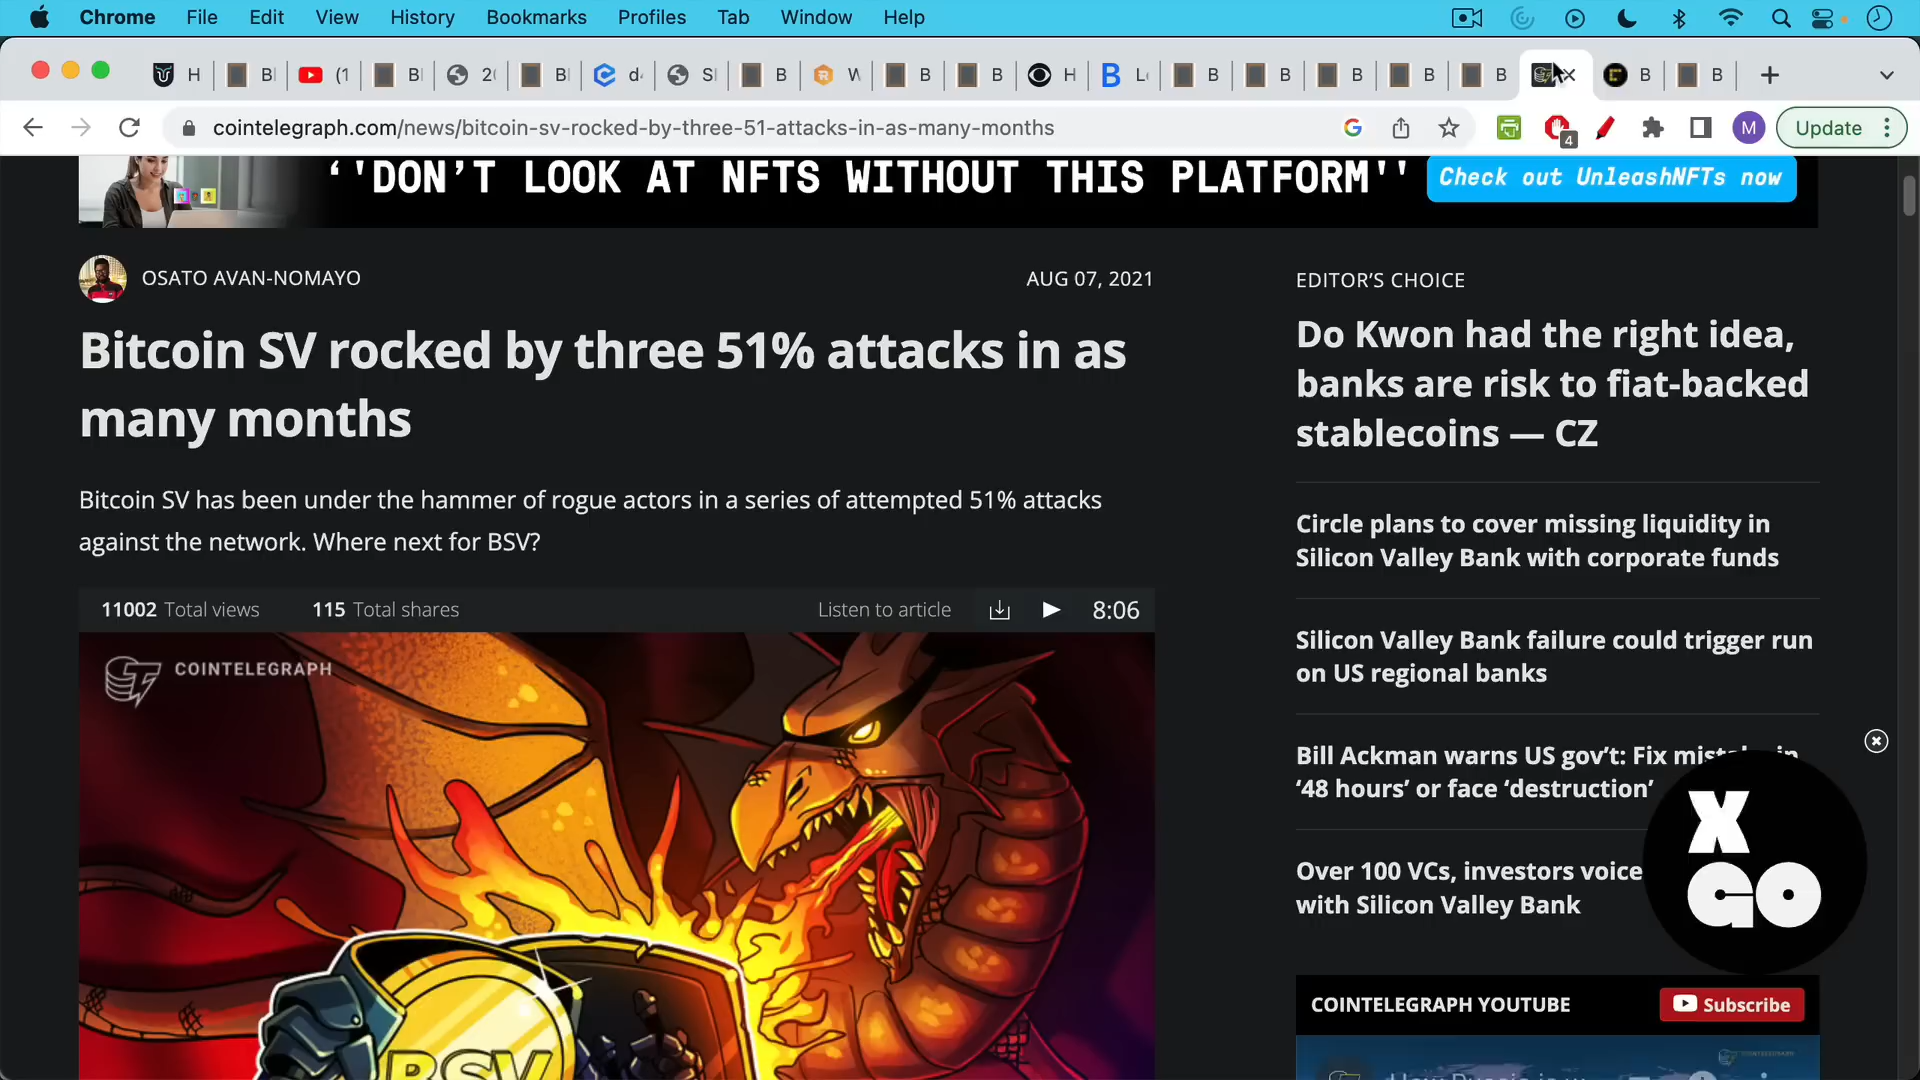 Chrome File Edit View History Bookmarks Profiles Tab Window Help
H B (1 B 2( B d S B W B B H L B B B B B B B
cointelegraph.com/news/bitcoin-sv-rocked-by-three-51-attacks-in-as-many-months
4 M Update
‘'DON’T LOOK AT NFTS WITHOUT THIS PLATFORM'' Check out UnleashNFTs now
OSATO AVAN-NOMAYO AUG 07, 2021
Bitcoin SV rocked by three 51% attacks in as
many months
Bitcoin SV has been under the hammer of rogue actors in a series of attempted 51% attacks
against the network. Where next for BSV?
11002 Total views 115 Total shares Listen to article 8:06
COINTELEGRAPH
BSV
EDITOR’S CHOICE
Do Kwon had the right idea,
banks are risk to fiat-backed
stablecoins — CZ
Circle plans to cover missing liquidity in
Silicon Valley Bank with corporate funds
Silicon Valley Bank failure could trigger run
on US regional banks
Bill Ackman warns US gov’t: Fix in
‘48 hours’ or face ‘destruction’
Over 100 VCs, investors voice
with Silicon Valley Bank
X
GO
COINTELEGRAPH YOUTUBE Subscribe